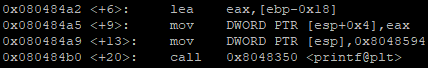 0x080484a2 <+6>: lea eax,[ebp-0x18]
0x080484a5 <+9>: mov DWORD PTR [esp+0x4],eax
0x080484a9 <+13>: mov DWORD PTR [esp],0x8048594
0x080484b0 <+20>: call 0x8048350 <printf@plt>